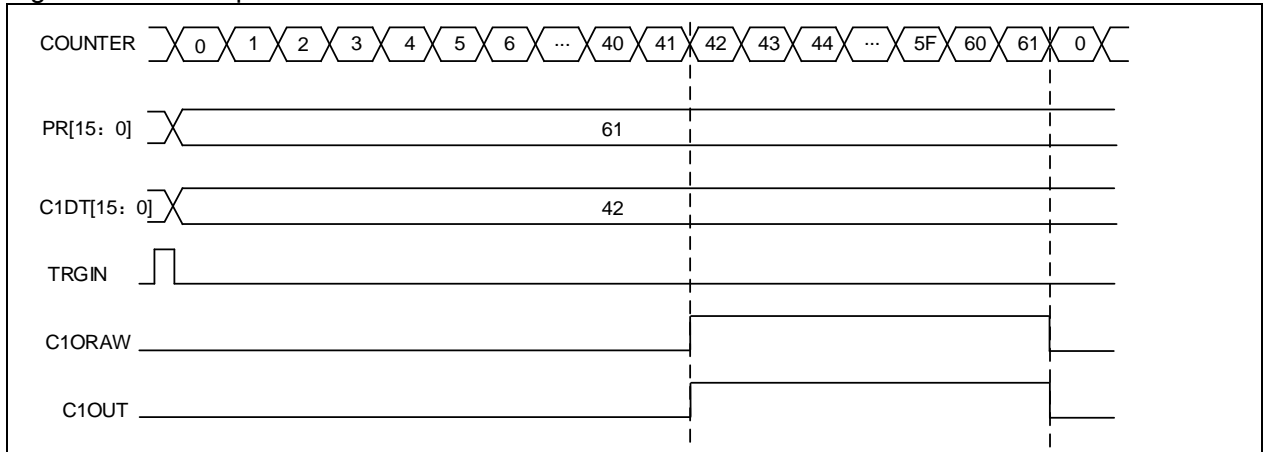 COUNTER 0 1 2 3 4 5 6 ... 40 41 42 43 44 ... 5F 60 61 0
PR[15：0] 61
C1DT[15：0] 42
TRGIN
C1ORAW
C1OUT